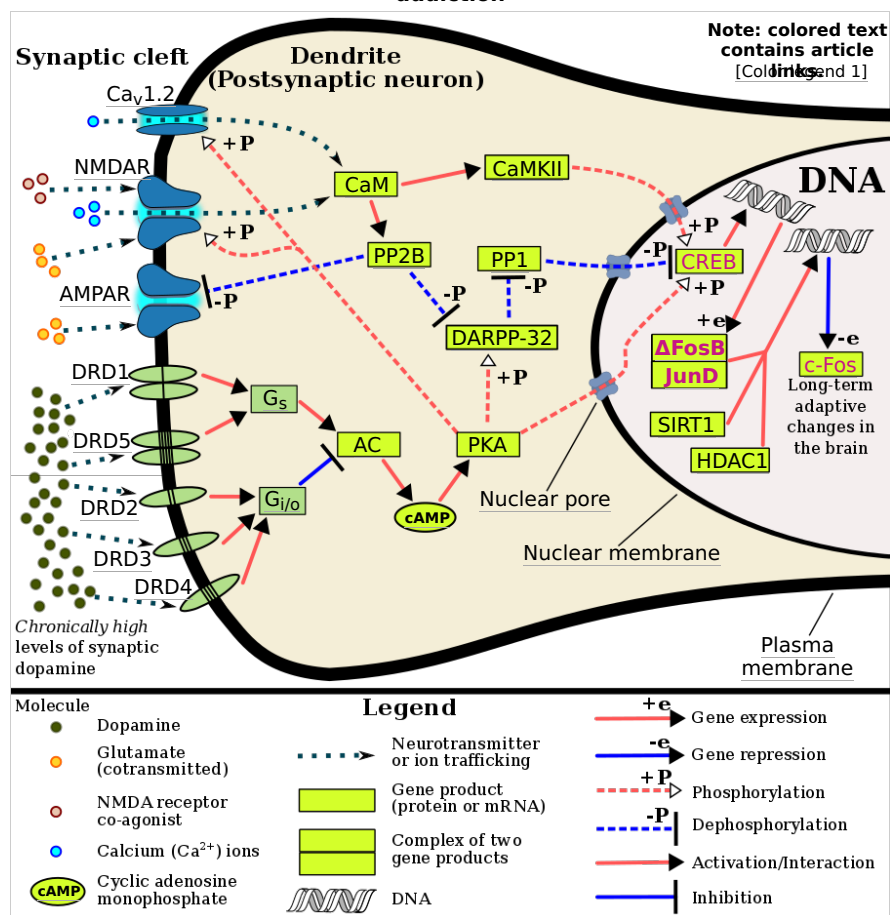 addiction
Note: colored text
contains article
links.
[Color legend 1]
Synaptic cleft
Dendrite
(Postsynaptic neuron)
Cav1.2
+P
NMDAR
CaM
CaMKII
DNA
+P
+P
PP2B
PP1
-P
CREB
AMPAR
-P
-P
-P
+P
DARPP-32
+e
-e
ΔFosB
JunD
c-Fos
DRD1
+P
Long-term
adaptive
changes in
the brain
Gs
SIRT1
DRD5
AC
PKA
HDAC1
DRD2
Gi/o
cAMP
Nuclear pore
DRD3
Nuclear membrane
DRD4
Chronically high
levels of synaptic
dopamine
Plasma
membrane
Molecule
Legend
Dopamine
Glutamate
(cotransmitted)
NMDA receptor
co-agonist
Calcium (Ca2+) ions
cAMP
Cyclic adenosine
monophosphate
Neurotransmitter
or ion trafficking
Gene product
(protein or mRNA)
Complex of two
gene products
DNA
+e
Gene expression
-e
Gene repression
+P
Phosphorylation
-P
Dephosphorylation
Activation/Interaction
Inhibition